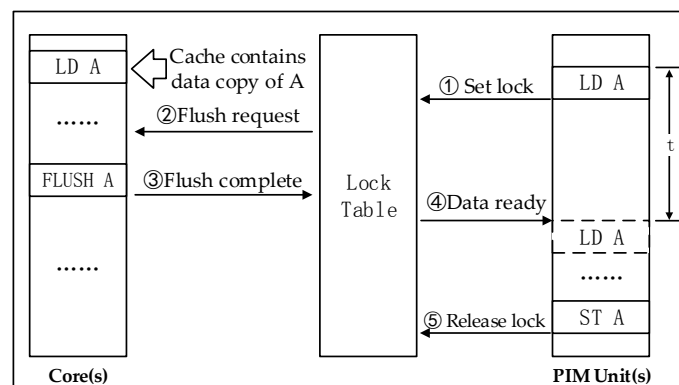 LD A
Cache contains
data copy of A
① Set lock
LD A
......
②Flush request
t
FLUSH A
③Flush complete
Lock
Table
④Data ready
LD A
......
......
⑤ Release lock
ST A
Core(s)
PIM Unit(s)